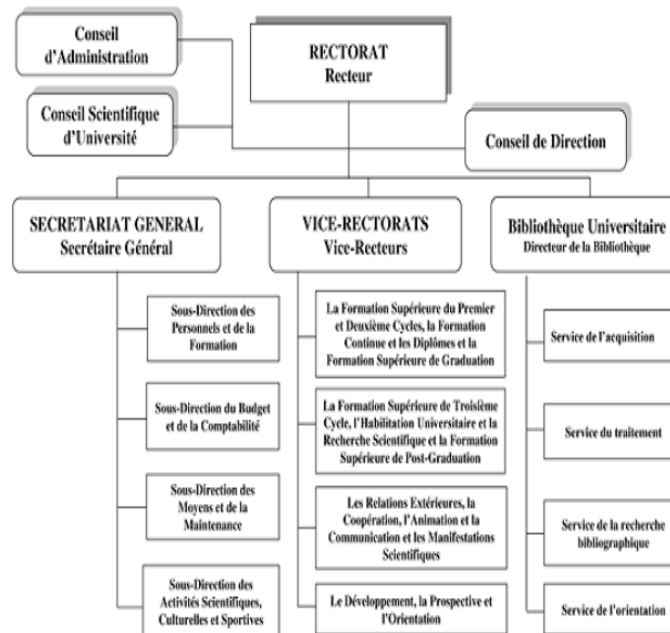 Conseil
d'Administration
RECTORAT
Recteur
Conseil Scientifique
d'Université
Conseil de Direction
SECRETARIAT GENERAL
Secrétaire Général
VICE-RECTORATS
Vice-Recteurs
Bibliothèque Universitaire
Directeur de la Bibliothèque
Sous-Direction des
Personnels et de la
Formation
Sous-Direction du Budget
et de la Comptabilité
Sous-Direction des
Moyens et de la
Maintenance
Sous-Direction des
Activités Scientifiques,
Culturelles et Sportives
La Formation Supérieure du Premier
et Deuxième Cycles, la Formation
Continue et les Diplômes et la
Formation Supérieure de Graduation
La Formation Supérieure de Troisième
Cycle, l'Habilitation Universitaire et la
Recherche Scientifique et la Formation
Supérieure de Post-Graduation
Les Relations Extérieures, la
Coopération, l'Animation et la
Communication et les Manifestations
Scientifiques
Le Développement, la Prospective et
l'Orientation
Service de l'acquisition
Service du traitement
Service de la recherche
bibliographique
Service de l'orientation